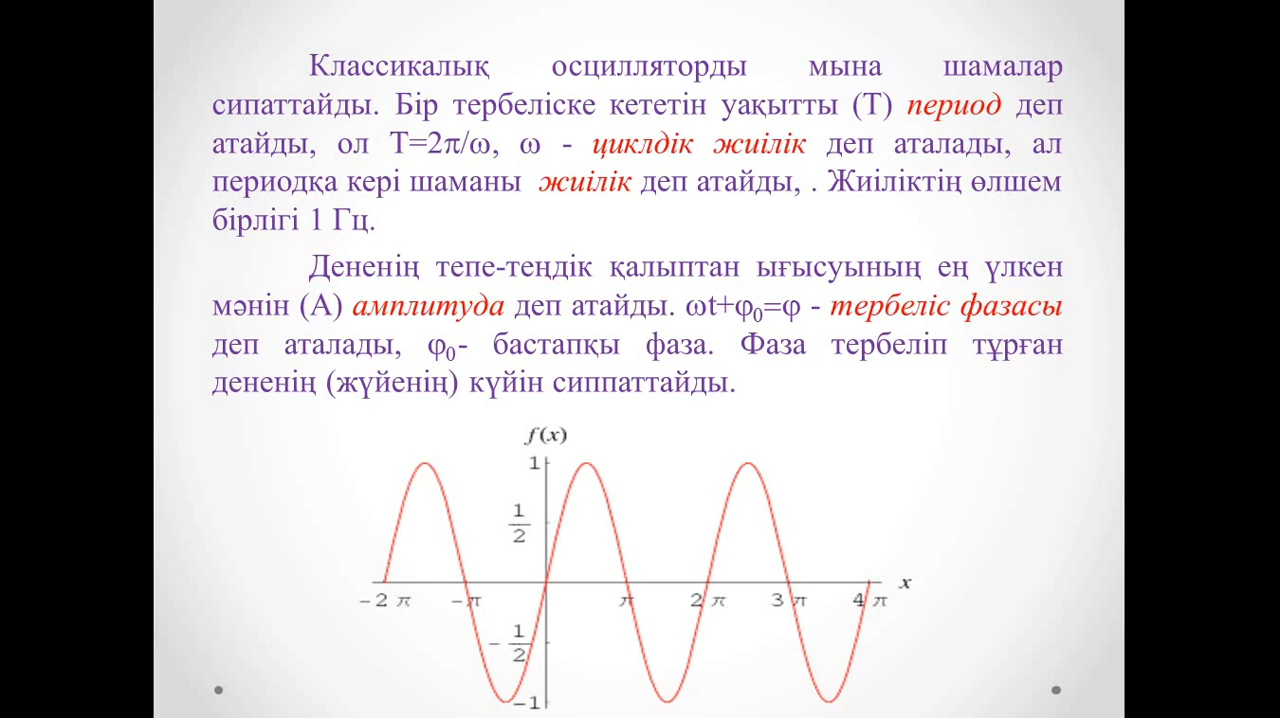 Классикалық осцилляторды мына шамалар
сипаттайды. Бір тербеліске кететін уақытты (Т) период деп
атайды, ол Т=2π/ω, ω - циклдік жиілік деп аталады, ал
периодқа кері шаманы жиілік деп атайды, . Жиіліктің өлшем
бірлігі 1 Гц.
Дененің тепе-теңдік қалыптан ығысуының ең үлкен
мәнін (А) амплитуда деп атайды. ωt+φ₀=φ - тербеліс фазасы
деп аталады, φ₀- бастапқы фаза. Фаза тербеліп тұрған
дененің (жүйенің) күйін сиппаттайды.
f(x)
1
1/2
x
-2 π -π π 2 π 3 π 4 π
-1/2
-1